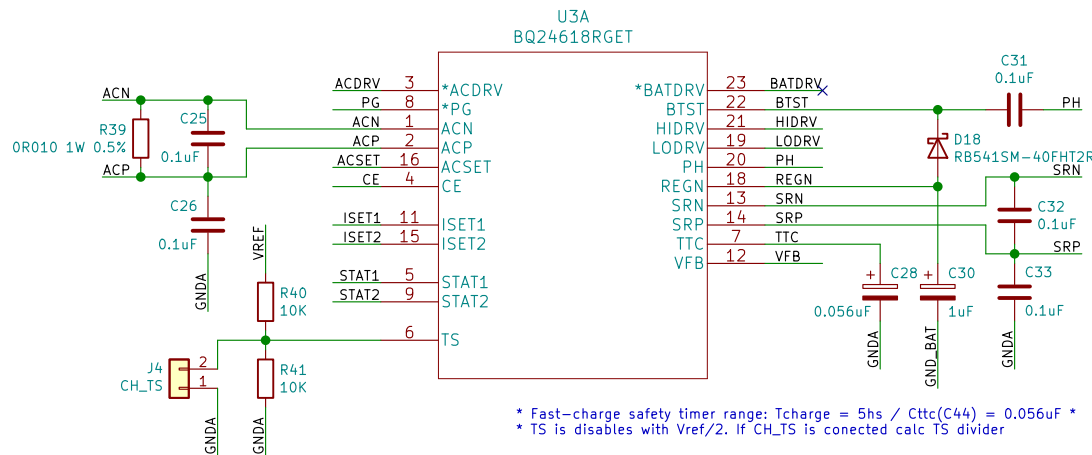 U3A
BQ24618RGET
ACN
R39
0R010 1W 0.5%
C25
0.1uF
ACP
C26
0.1uF
GNDA
VREF
R40
10K
J4
CH_TS
2
1
GNDA
R41
10K
GNDA
ACDRV 3 *ACDRV
PG 8 *PG
ACN 1 ACN
ACP 2 ACP
ACSET 16 ACSET
CE 4 CE
ISET1 11 ISET1
ISET2 15 ISET2
STAT1 5 STAT1
STAT2 9 STAT2
6 TS
*BATDRV 23 BATDRV
BTST 22 BTST
HIDRV 21 HIDRV
LODRV 19 LODRV
PH 20 PH
REGN 18 REGN
SRN 13 SRN
SRP 14 SRP
TTC 7 TTC
VFB 12 VFB
C31
0.1uF
PH
D18
RB541SM-40FHT2R
SRN
C32
0.1uF
SRP
C33
0.1uF
GNDA
+ C28
0.056uF
GNDA
+ C30
1uF
GND_BAT
* Fast-charge safety timer range: Tcharge = 5hs / Cttc(C44) = 0.056uF *
* TS is disables with Vref/2. If CH_TS is conected calc TS divider